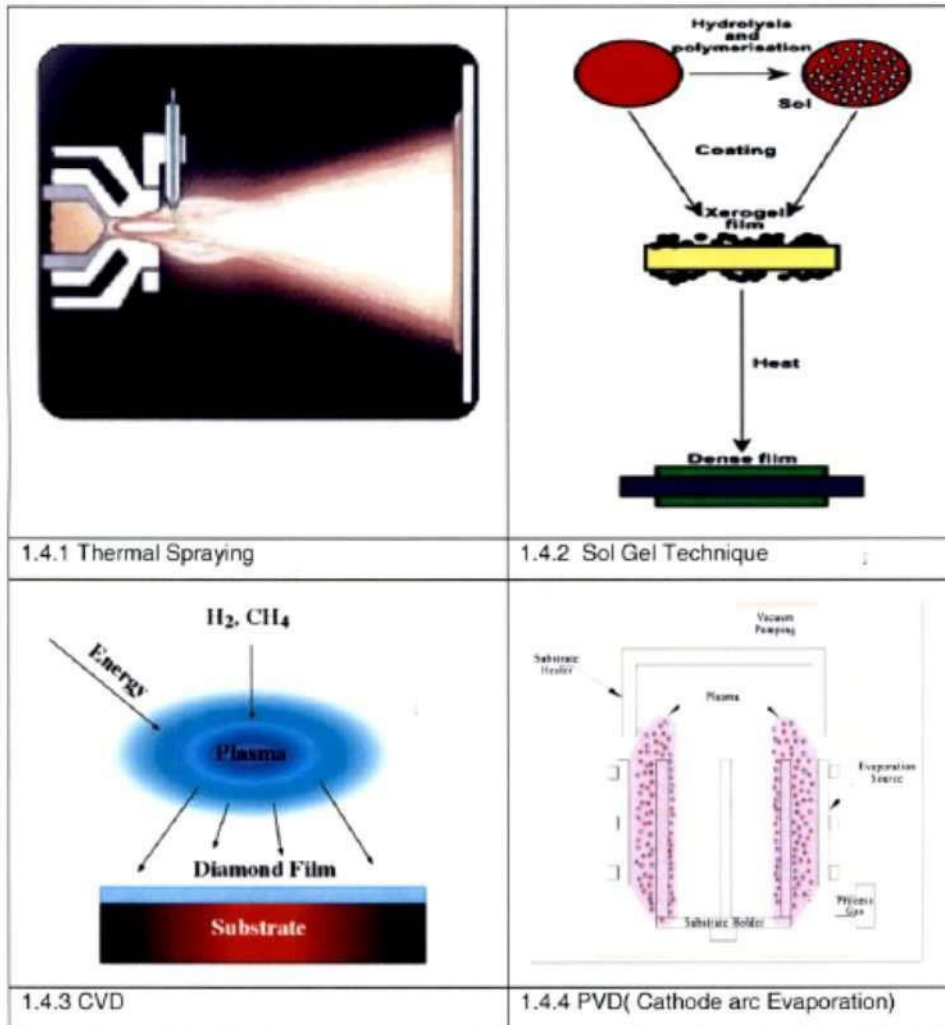 Hydrolysis
and
polymerisation
Sol
Coating
Xerogel
film
Heat
Dense film
1.4.1 Thermal Spraying
1.4.2 Sol Gel Technique
H₂, CH₄
Energy
Plasma
Diamond Film
Substrate
1.4.3 CVD
Vacuum
Pumping
Substrate
Heater
Plasma
Evaporation
Source
Process
Gas
Substrate Holder
1.4.4 PVD( Cathode arc Evaporation)